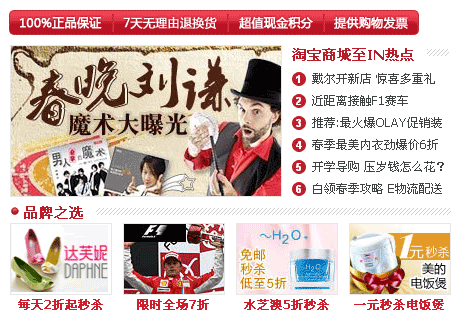 100%正品保证 7天无理由退换货 超值现金积分 提供购物发票
春晚刘谦
魔术大曝光
男人魔术
淘宝商城至IN热点
1 戴尔开新店 惊喜多重礼
2 近距离接触F1赛车
3 推荐:最火爆OLAY促销装
4 春季最美内衣劲爆价6折
5 开学导购 压岁钱怎么花?
6 白领春季攻略 E物流配送
品牌之选
达芙妮
DAPHNE
每天2折起秒杀
限时全场7折
~H2O+
免邮
秒杀
低至5折
水芝澳5折秒杀
1元秒杀
美的
电饭煲
一元秒杀电饭煲